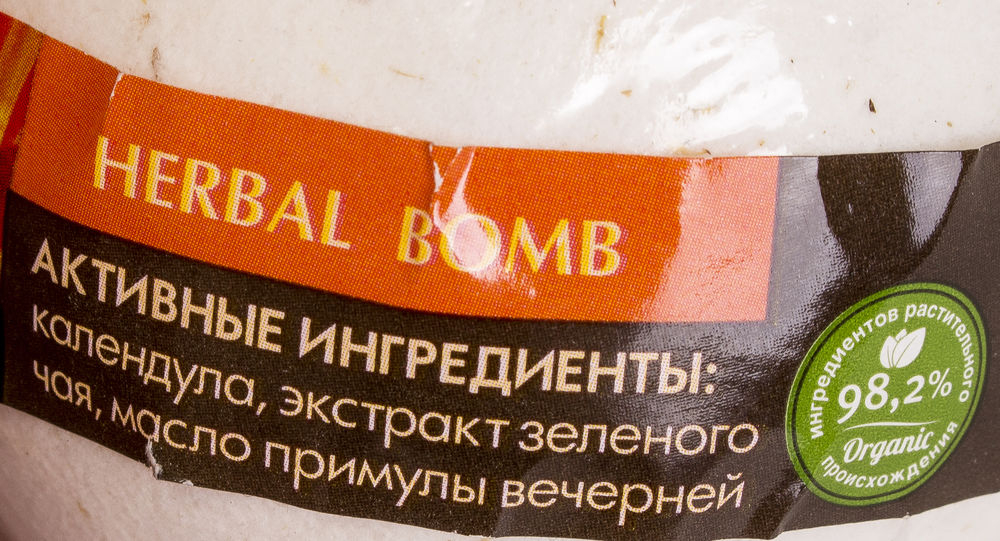 HERBAL BOMB
АКТИВНЫЕ ИНГРЕДИЕНТЫ:
календула, экстракт зеленого
чая, масло примулы вечерней
ингредиентов растительного
98,2%
Organic
происхождения